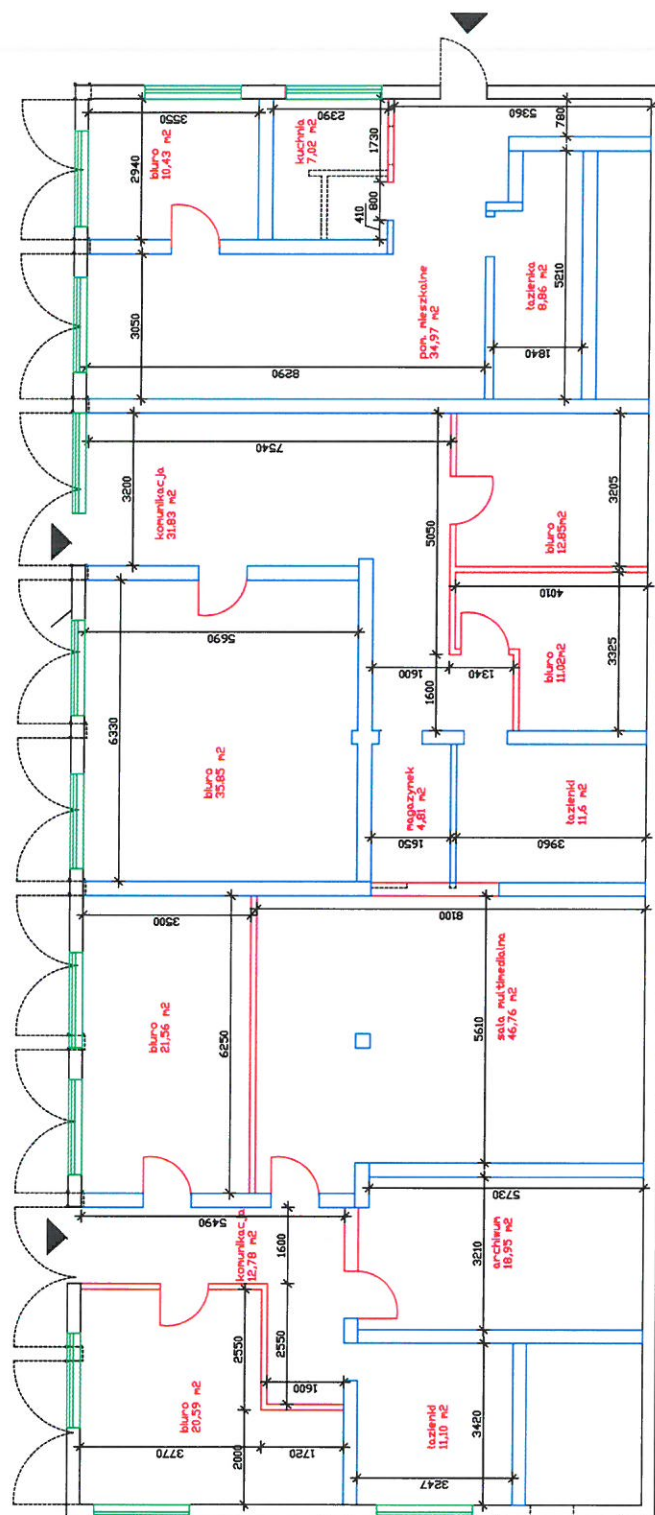 3550
2390
5360
biuro
10,43 m2
kuchnia
7,02 m2
1730
780
2940
410
800
pom. mieszkalne
34,97 m2
łazienka
8,86 m2
5210
3050
8290
1840
7540
3200
komunikacja
31,83 m2
5050
biuro
12,85m2
3205
4010
5690
6330
biuro
35,85 m2
1600
1340
1600
biuro
11,02m2
3325
magazynek
4,81 m2
łazienki
11,6 m2
1650
3960
3500
8100
biuro
21,56 m2
6250
sala multimedialna
46,76 m2
5610
5730
5490
komunikacja
12,78 m2
1600
archiwum
18,95 m2
3210
2550
2550
biuro
20,59 m2
1600
łazienki
11,10 m2
3420
3770
1720
2000
3247